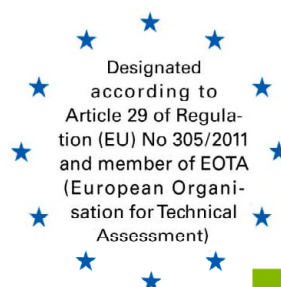 Designated
according to
Article 29 of Regula-
tion (EU) No 305/2011
and member of EOTA
(European Organi-
sation for Technical
Assessment)